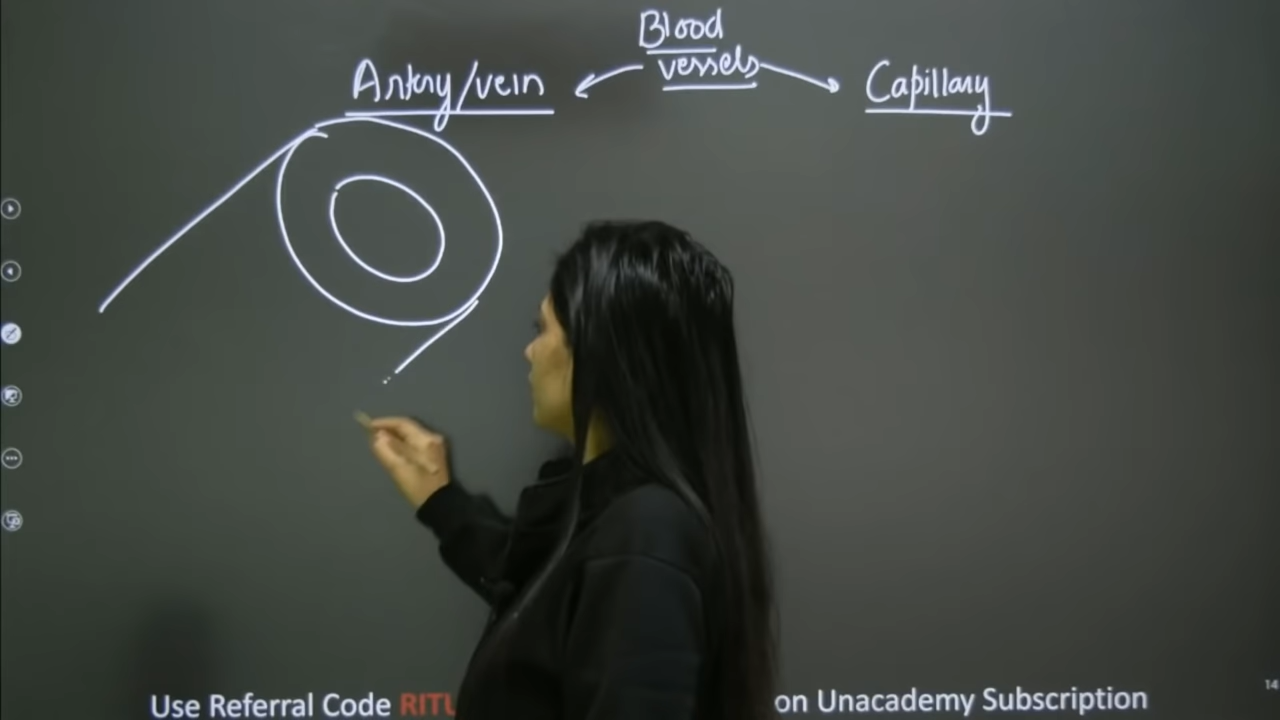 Blood
vessels
Artery/vein
Capillary
Use Referral Code RITU on Unacademy Subscription
14